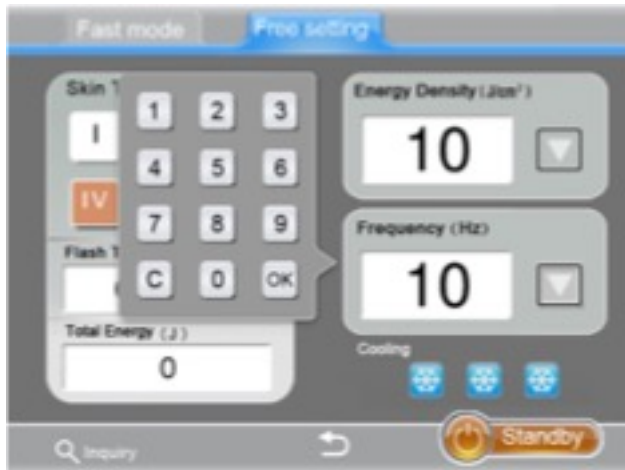 Fast mode
Free setting
Skin T
I
IV
Flash T
Total Energy (J)
0
1 2 3
4 5 6
7 8 9
C 0 OK
Energy Density (J/cm²)
10
Frequency (Hz)
10
Cooling
Inquiry
Standby